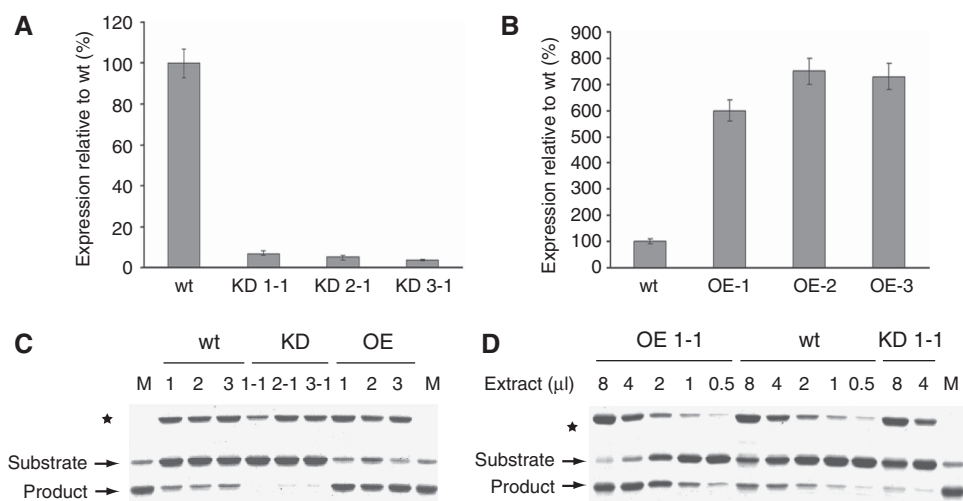 A
Expression relative to wt (%)
120
100
80
60
40
20
0
wt KD 1-1 KD 2-1 KD 3-1
B
Expression relative to wt (%)
900
800
700
600
500
400
300
200
100
0
wt OE-1 OE-2 OE-3
C
wt KD OE
M 1 2 3 1-1 2-1 3-1 1 2 3 M
★
Substrate →
Product →
D
OE 1-1 wt KD 1-1
Extract (μl) 8 4 2 1 0.5 8 4 2 1 0.5 8 4 M
★
Substrate →
Product →